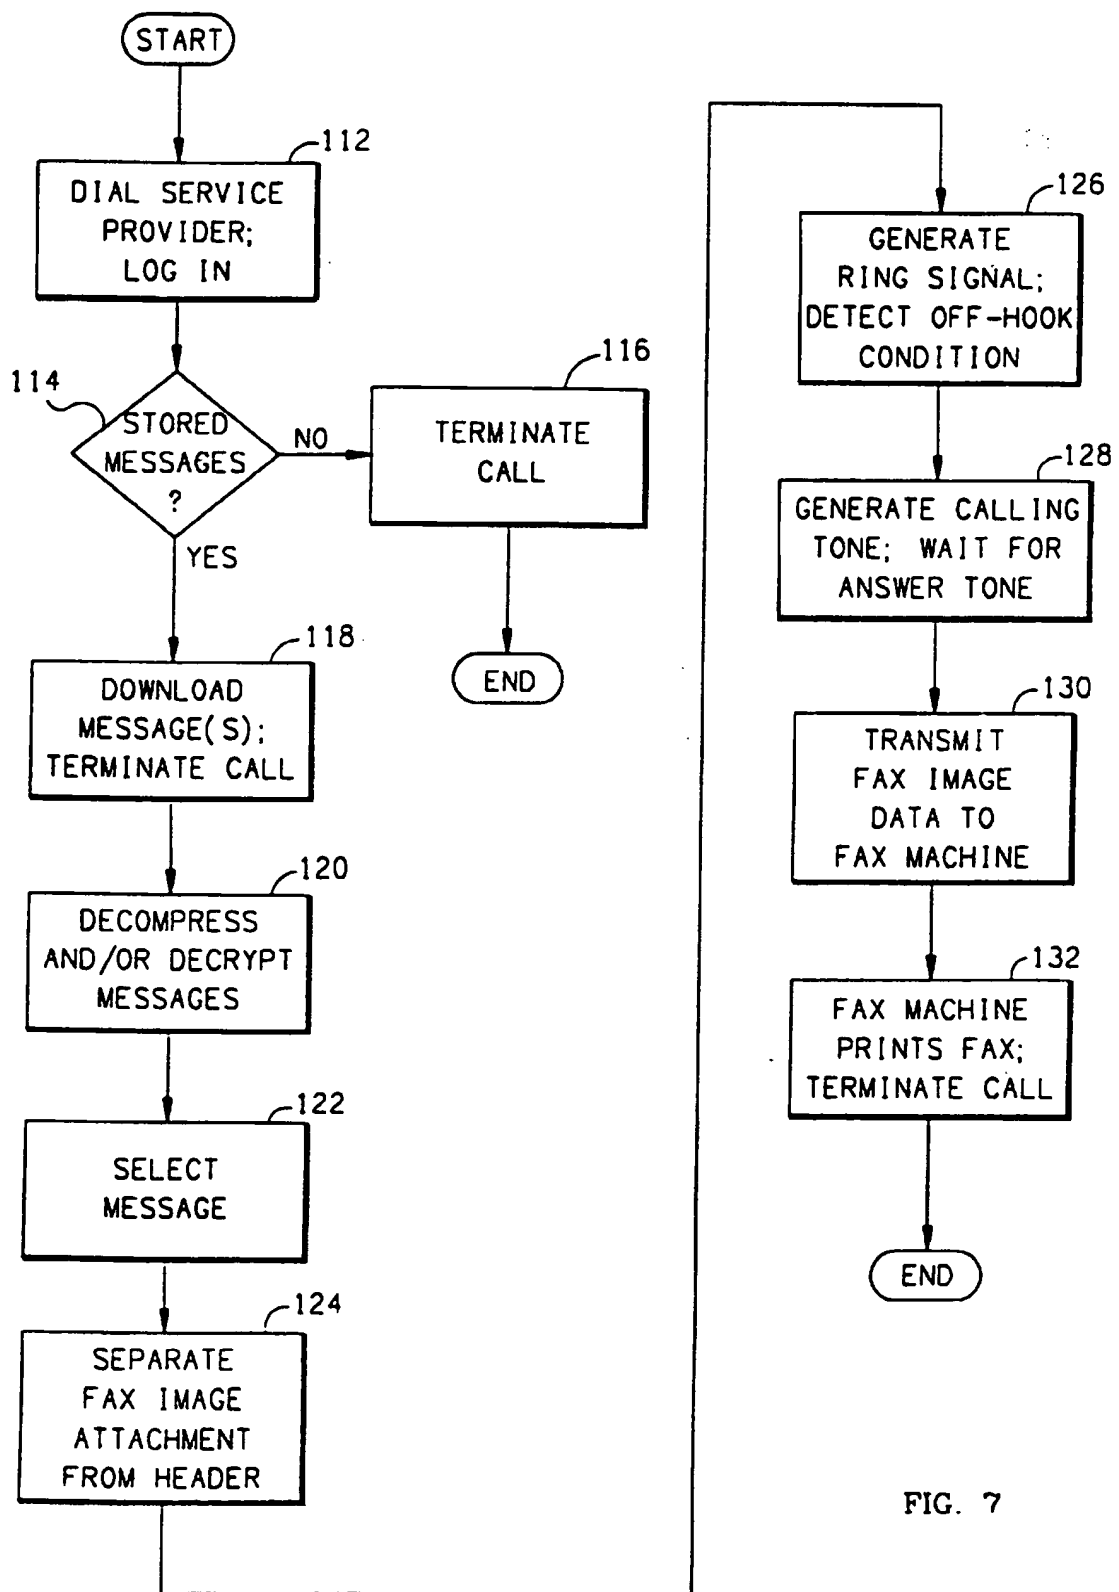 START
112
DIAL SERVICE
PROVIDER;
LOG IN
114
STORED
MESSAGES
?
NO
YES
116
TERMINATE
CALL
END
118
DOWNLOAD
MESSAGE(S);
TERMINATE CALL
120
DECOMPRESS
AND/OR DECRYPT
MESSAGES
122
SELECT
MESSAGE
124
SEPARATE
FAX IMAGE
ATTACHMENT
FROM HEADER
126
GENERATE
RING SIGNAL;
DETECT OFF-HOOK
CONDITION
128
GENERATE CALLING
TONE; WAIT FOR
ANSWER TONE
130
TRANSMIT
FAX IMAGE
DATA TO
FAX MACHINE
132
FAX MACHINE
PRINTS FAX;
TERMINATE CALL
END
FIG. 7